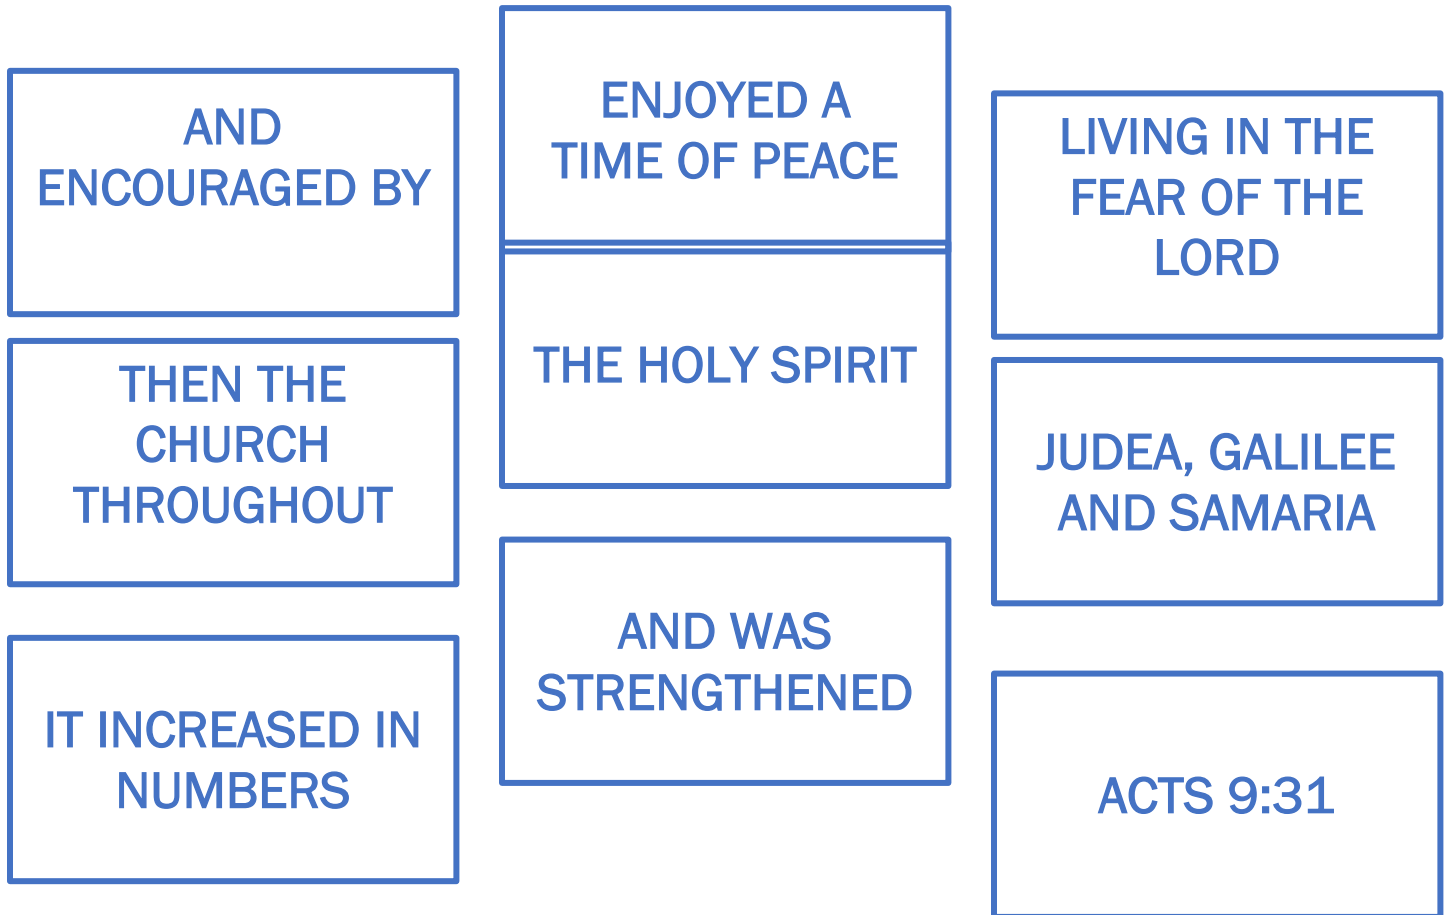 AND
ENCOURAGED BY
THEN THE
CHURCH
THROUGHOUT
IT INCREASED IN
NUMBERS
ENJOYED A
TIME OF PEACE
THE HOLY SPIRIT
AND WAS
STRENGTHENED
LIVING IN THE
FEAR OF THE
LORD
JUDEA, GALILEE
AND SAMARIA
ACTS 9:31